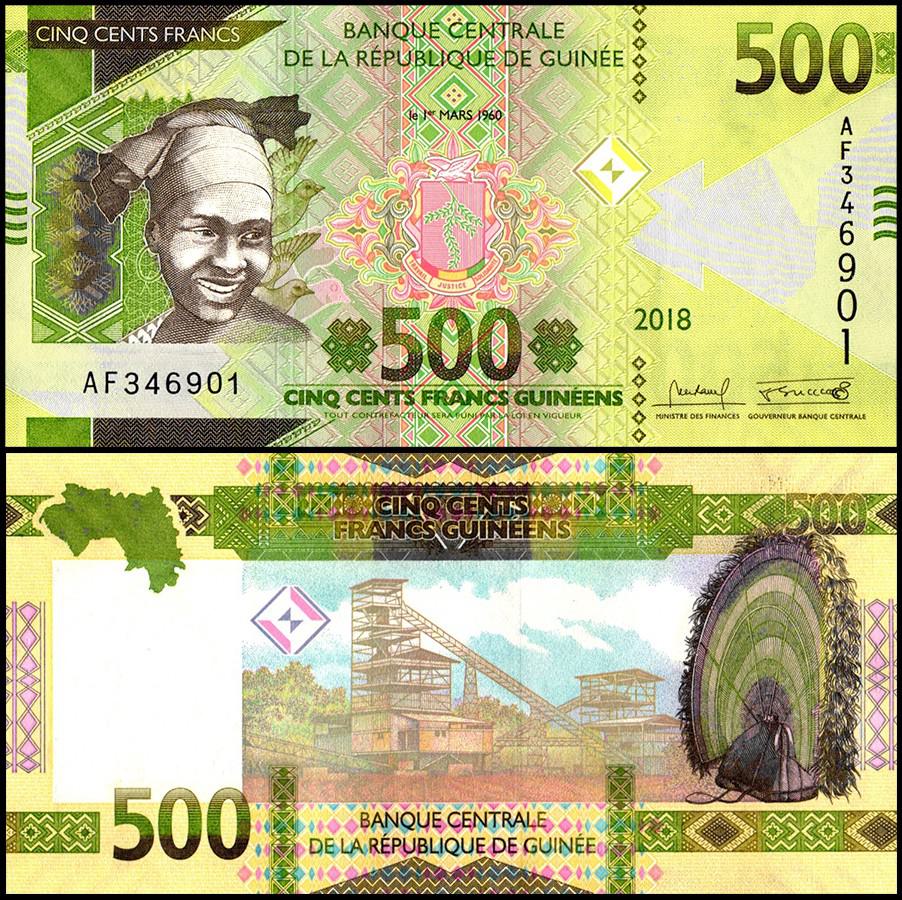 CINQ CENTS FRANCS
BANQUE CENTRALE
DE LA RÉPUBLIQUE DE GUINÉE
500
le 1er MARS 1960
AF346901
JUSTICE
500
2018
AF346901
CINQ CENTS FRANCS GUINÉENS
TOUT CONTREFACTEUR SERA PUNI PAR LA LOI EN VIGUEUR
MINISTRE DES FINANCES
GOUVERNEUR BANQUE CENTRALE
CINQ CENTS
FRANCS GUINÉENS
500
500
BANQUE CENTRALE
DE LA RÉPUBLIQUE DE GUINÉE